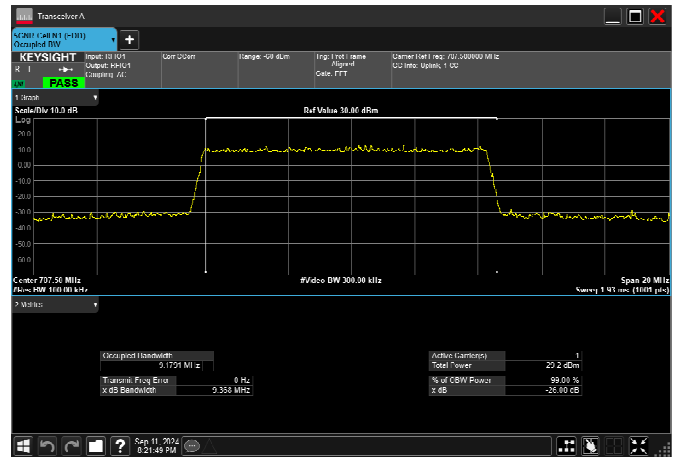 Transceiver A
5GNR Cell N1 (FDD)
Occupied BW
+
KEYSIGHT
R L
PASS
Input: RFIO1
Output: RFIO1
Coupling: AC
Corr CCorr
Range: -60 dBm
Trig: Prot Frame
Aligned
Gate: FFT
Carrier Ref Freq: 707.500000 MHz
CC Info: Uplink, 1 CC
1 Graph
Scale/Div 10.0 dB
Ref Value 30.00 dBm
Log
20.0
10.0
0.00
-10.0
-20.0
-30.0
-40.0
-50.0
-60.0
Center 707.50 MHz
#Video BW 300.00 kHz
Span 20 MHz
#Res BW 100.00 kHz
Sweep 1.93 ms (1001 pts)
2 Metrics
Occupied Bandwidth
9.1791 MHz
Active Carrier(s) 1
Total Power 29.2 dBm
Transmit Freq Error 0 Hz
x dB Bandwidth 9.368 MHz
% of OBW Power 99.00 %
x dB -26.00 dB
?
Sep 11, 2024
8:21:49 PM